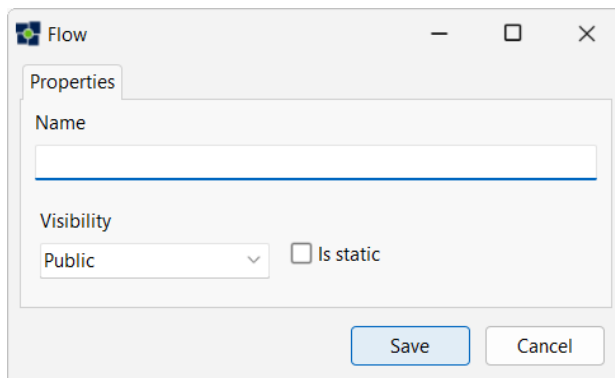 Flow
Properties
Name
Visibility
Public
Is static
Save
Cancel